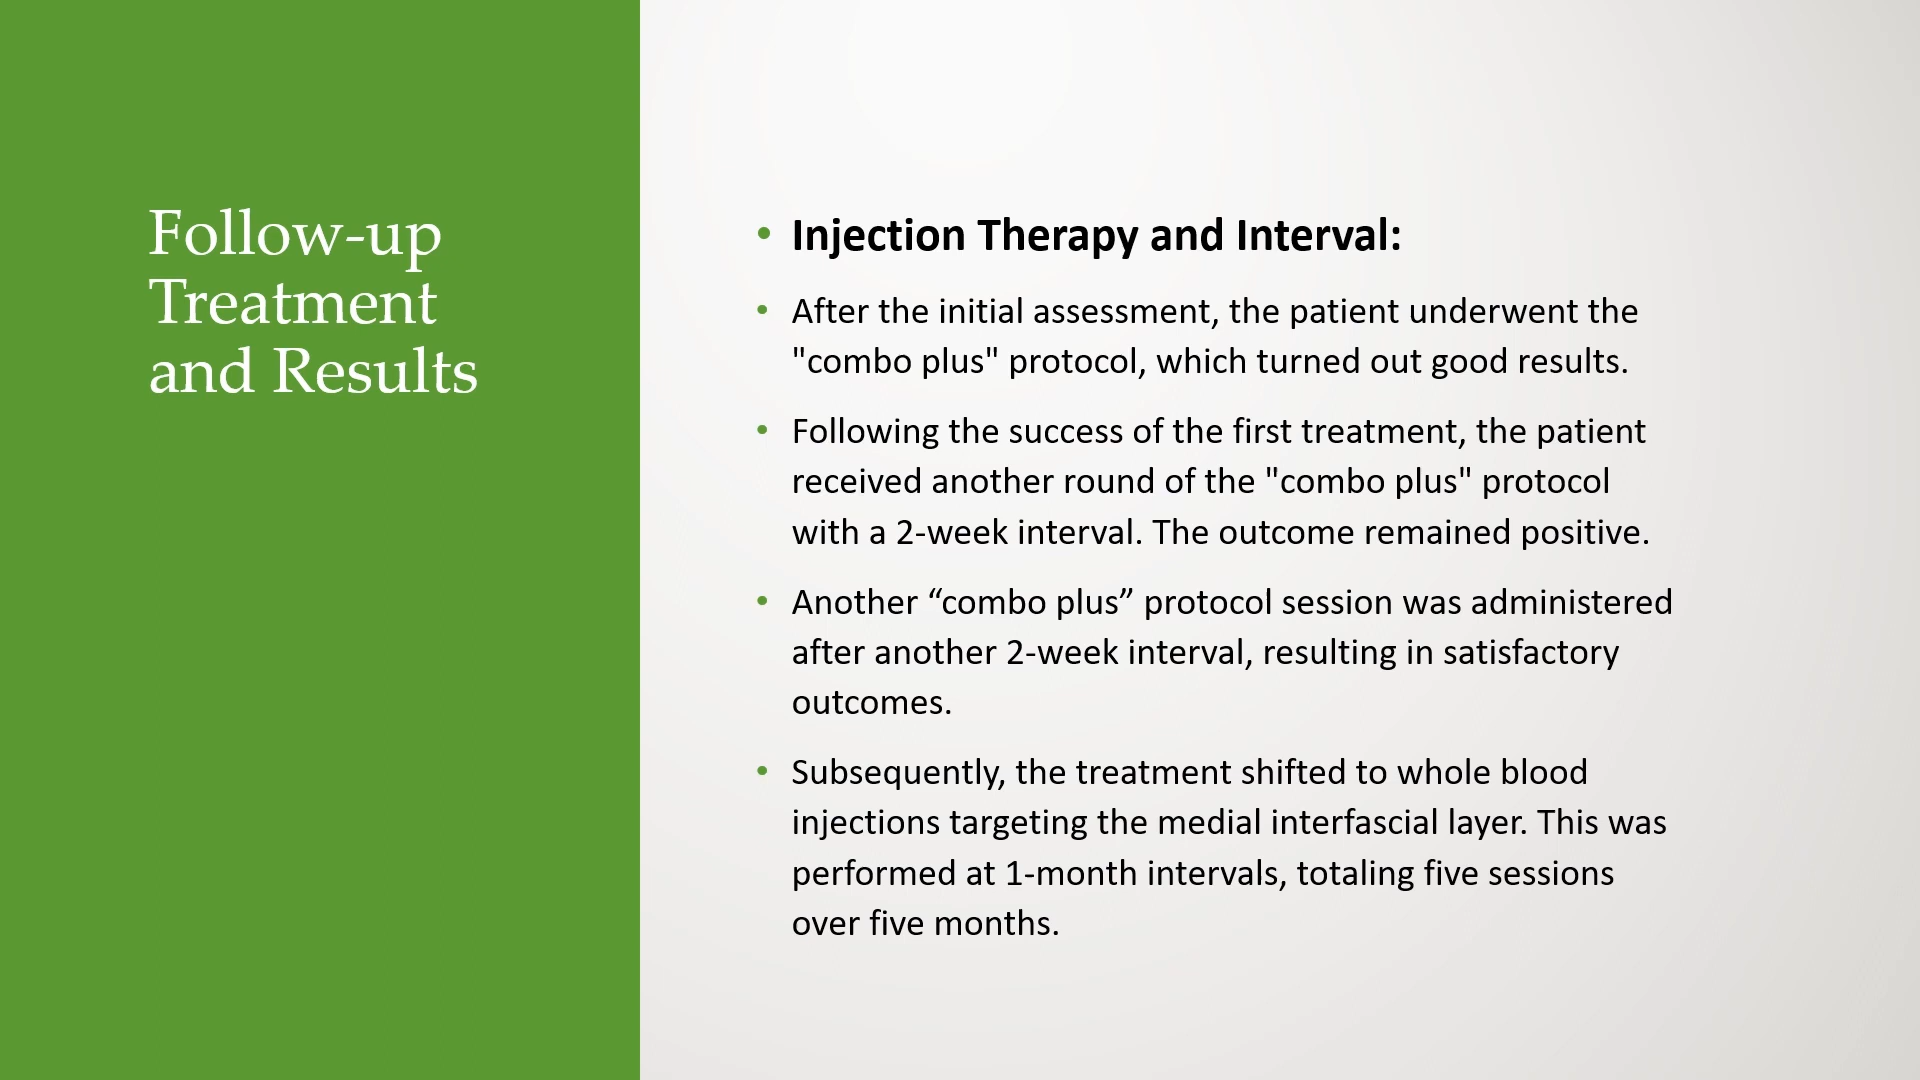 Follow-up
Treatment
and Results
• Injection Therapy and Interval:
• After the initial assessment, the patient underwent the
"combo plus" protocol, which turned out good results.
• Following the success of the first treatment, the patient
received another round of the "combo plus" protocol
with a 2-week interval. The outcome remained positive.
• Another “combo plus” protocol session was administered
after another 2-week interval, resulting in satisfactory
outcomes.
• Subsequently, the treatment shifted to whole blood
injections targeting the medial interfascial layer. This was
performed at 1-month intervals, totaling five sessions
over five months.